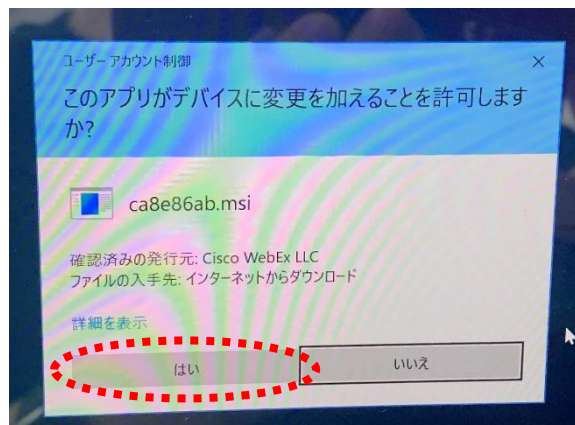 ユーザー アカウント制御
このアプリがデバイスに変更を加えることを許可します
か?
ca8e86ab.msi
確認済みの発行元: Cisco WebEx LLC
ファイルの入手先: インターネットからダウンロード
詳細を表示
はい
いいえ